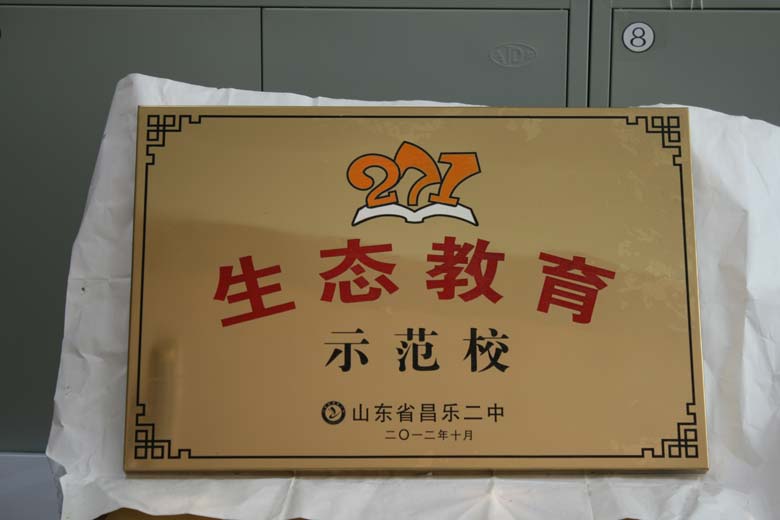 8
271
生态教育
示范校
山东省昌乐二中
二〇一二年十月